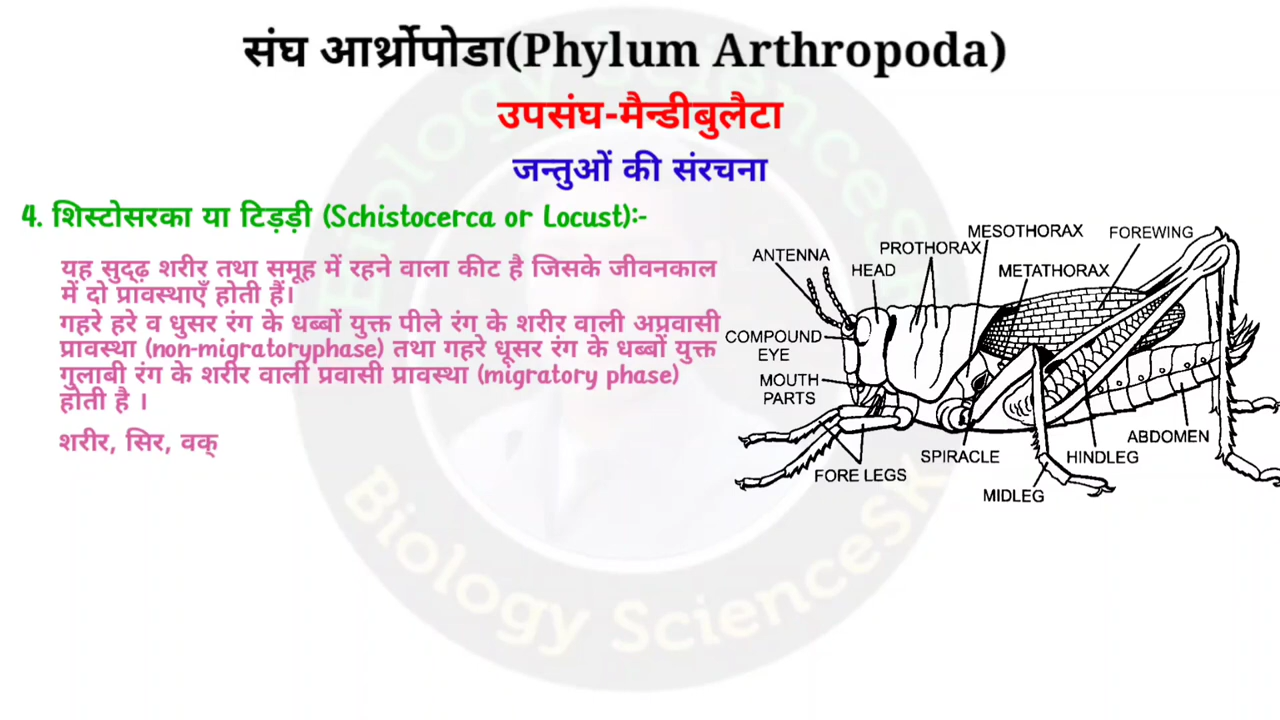 संघ आर्थ्रोपोडा(Phylum Arthropoda)
उपसंघ-मैन्डीबुलैटा
जन्तुओं की संरचना
4. शिस्टोसरका या टिड़ड़ी (Schistocerca or Locust):-
यह सुद्ढ़ शरीर तथा समूह में रहने वाला कीट है जिसके जीवनकाल
में दो प्रावस्थाएँ होती हैं।
गहरे हरे व धुसर रंग के धब्बों युक्त पीले रंग के शरीर वाली अप्रवासी
प्रावस्था (non-migratoryphase) तथा गहरे धूसर रंग के धब्बों युक्त
गुलाबी रंग के शरीर वाली प्रवासी प्रावस्था (migratory phase)
होती है ।
शरीर, सिर, वक्
MESOTHORAX
FOREWING
PROTHORAX
ANTENNA
HEAD
METATHORAX
COMPOUND
EYE
MOUTH
PARTS
FORE LEGS
SPIRACLE
HINDLEG
ABDOMEN
MIDLEG
Biology ScienceSK
Biology ScienceSK